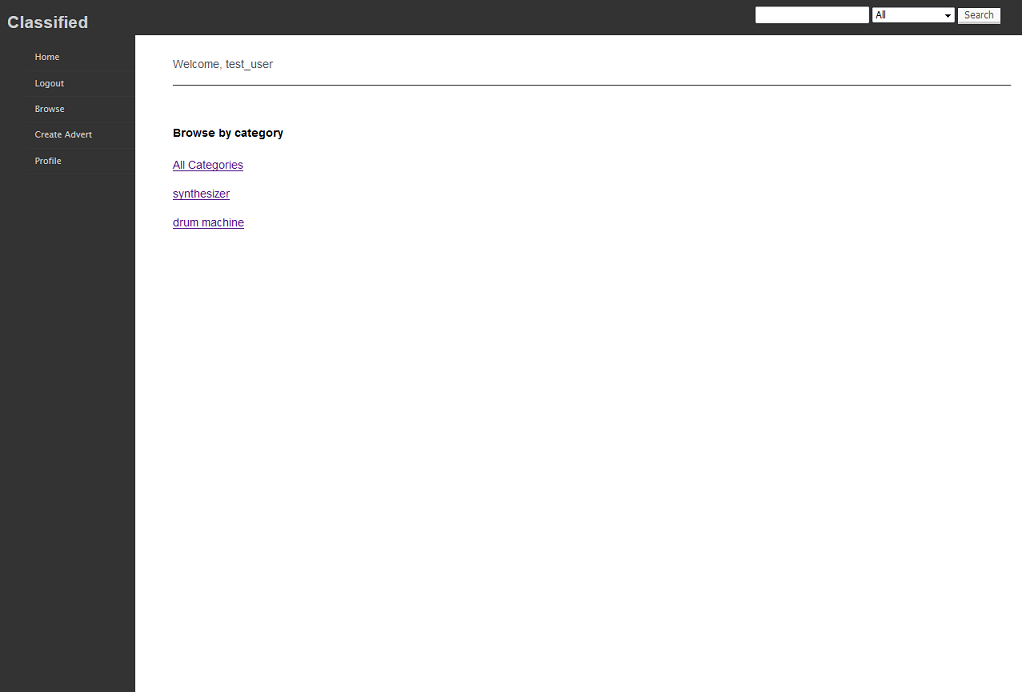 Classified
All
Search
Home
Logout
Browse
Create Advert
Profile
Welcome, test_user
Browse by category
All Categories
synthesizer
drum machine